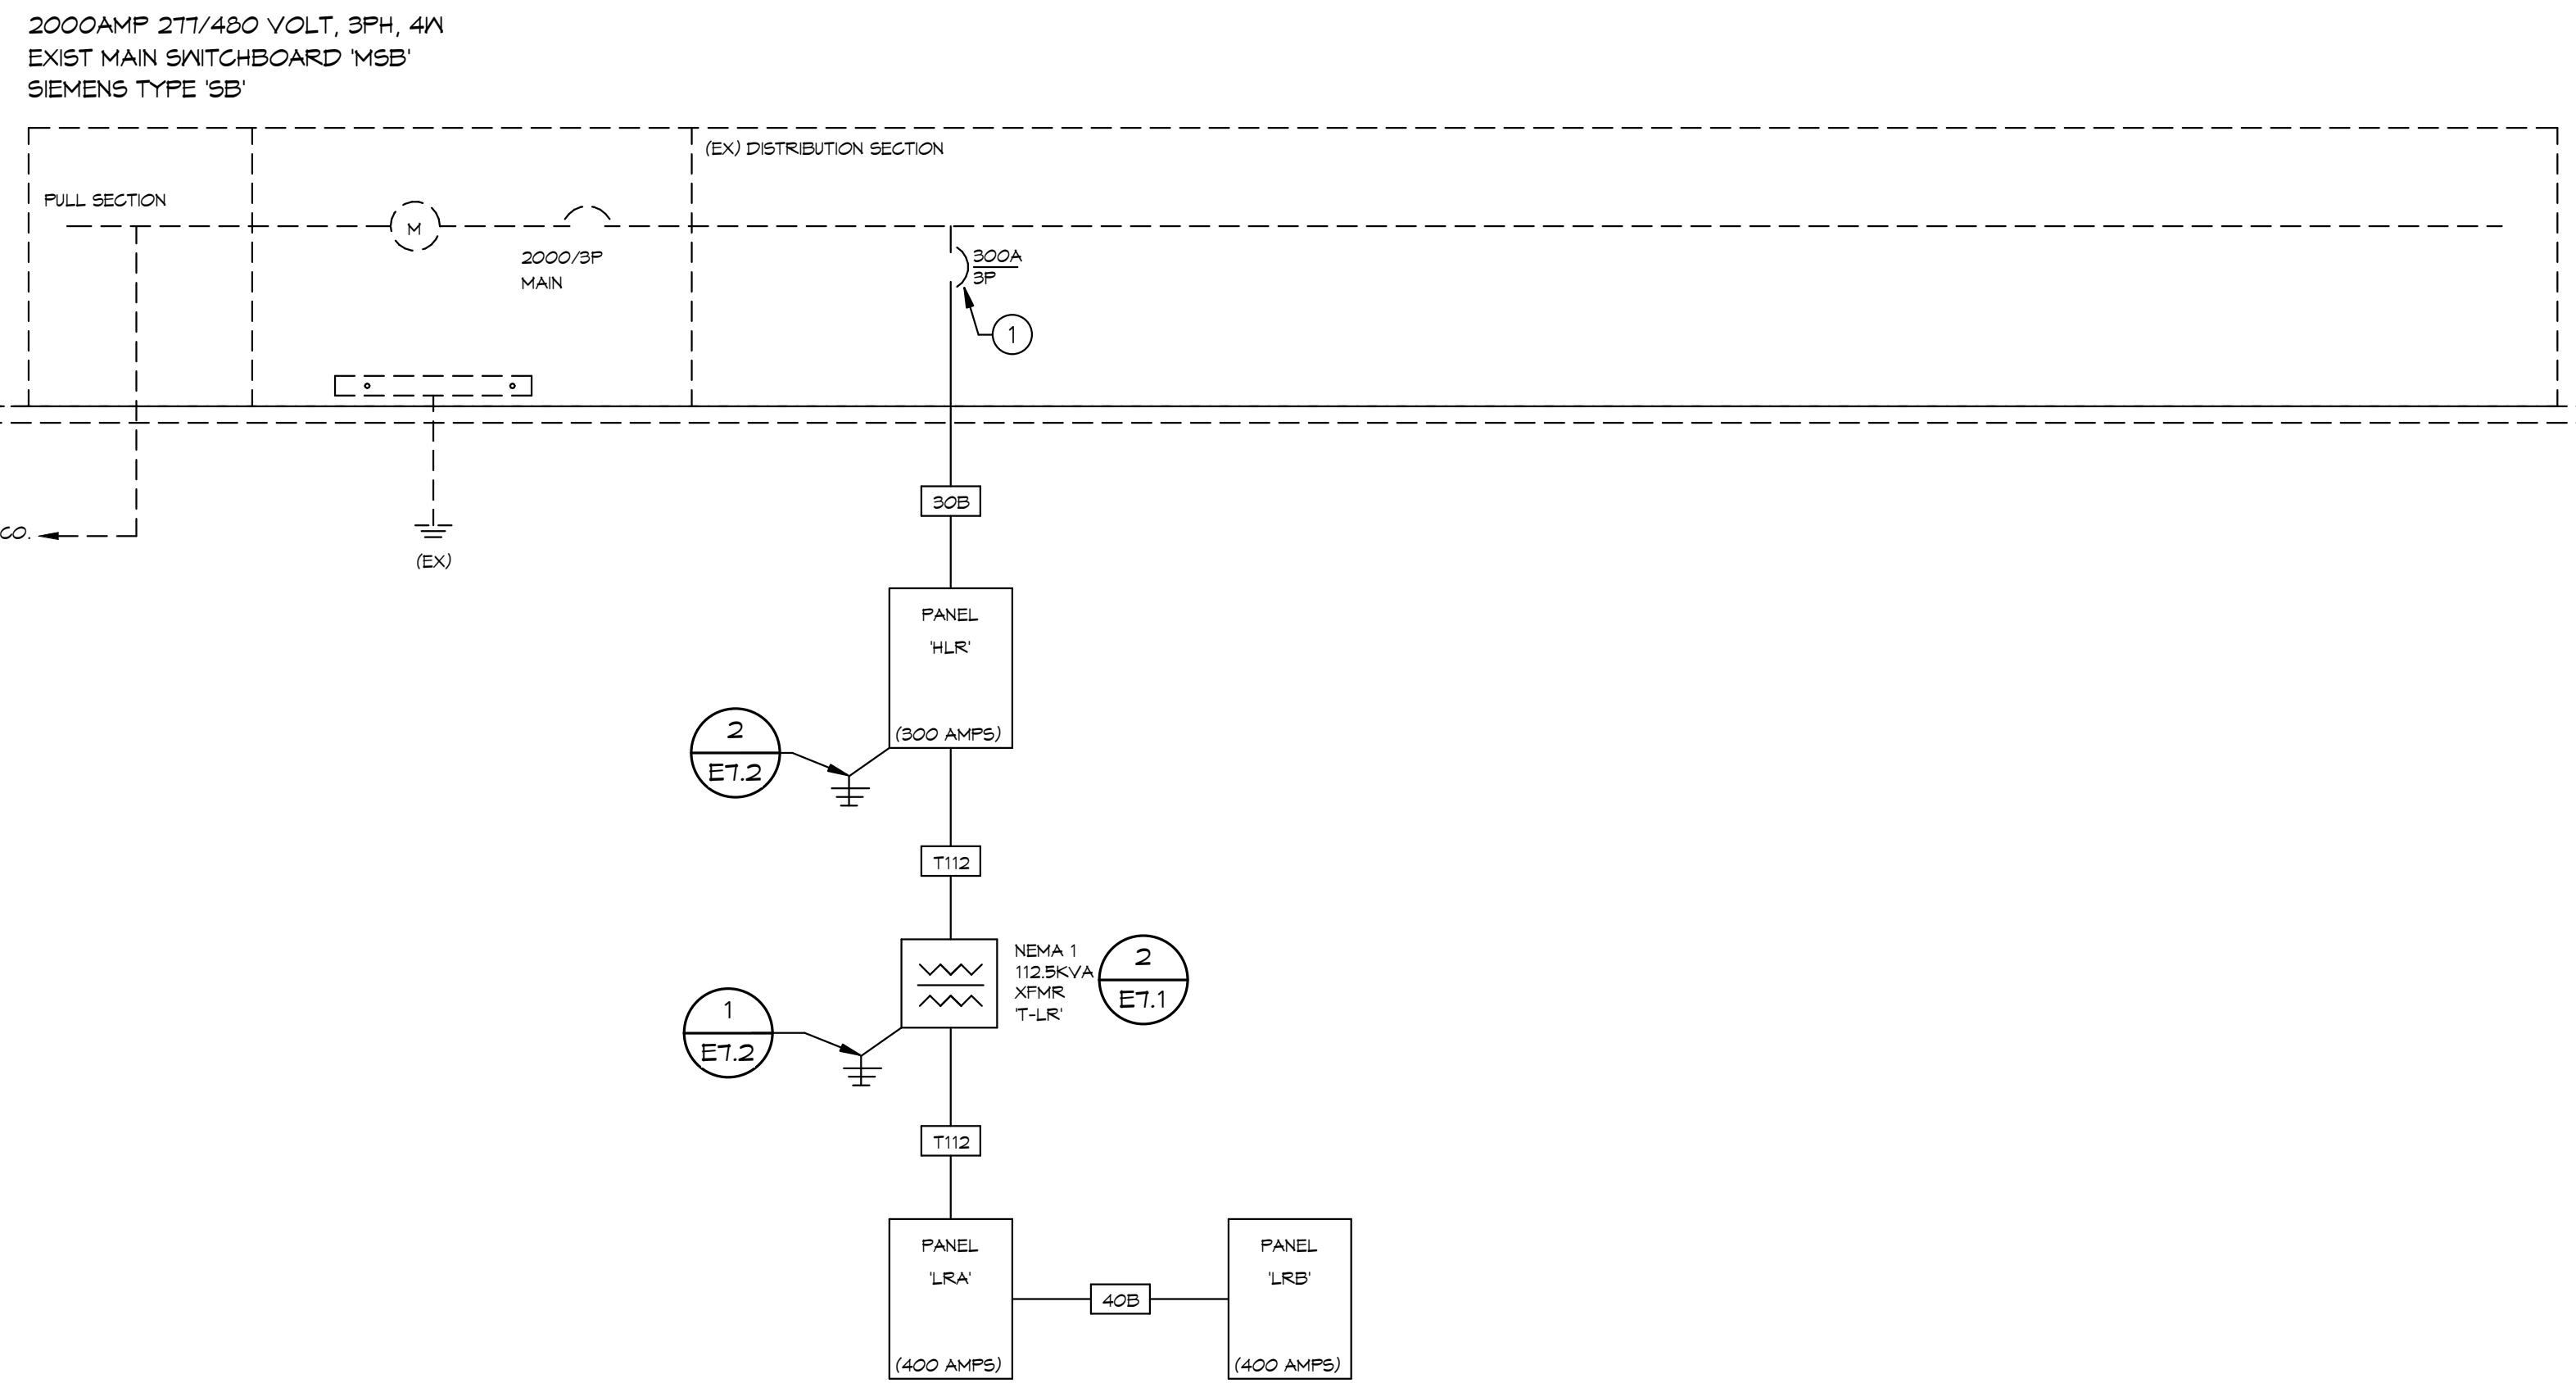 2000AMP 277/480 VOLT, 3PH, 4W
EXIST MAIN SWITCHBOARD 'MSB'
SIEMENS TYPE 'SB'
(EX) DISTRIBUTION SECTION
PULL SECTION
M
2000/3P
MAIN
300A
3P
1
30B
CO.
(EX)
PANEL
'HLR'
(300 AMPS)
2
E7.2
T112
NEMA 1
112.5KVA
XFMR
'T-LR'
2
E7.1
1
E7.2
T112
PANEL
'LRA'
(400 AMPS)
40B
PANEL
'LRB'
(400 AMPS)